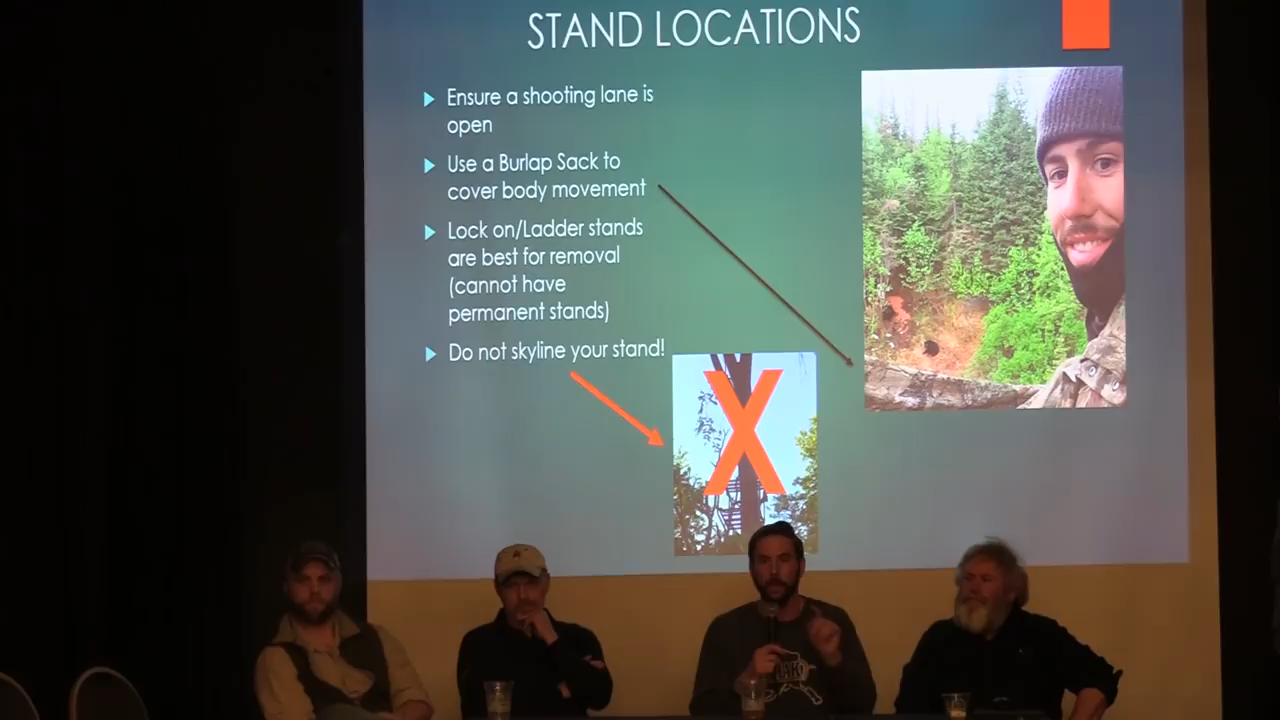 STAND LOCATIONS
Ensure a shooting lane is
open
Use a Burlap Sack to
cover body movement
Lock on/Ladder stands
are best for removal
(cannot have
permanent stands)
Do not skyline your stand!
X